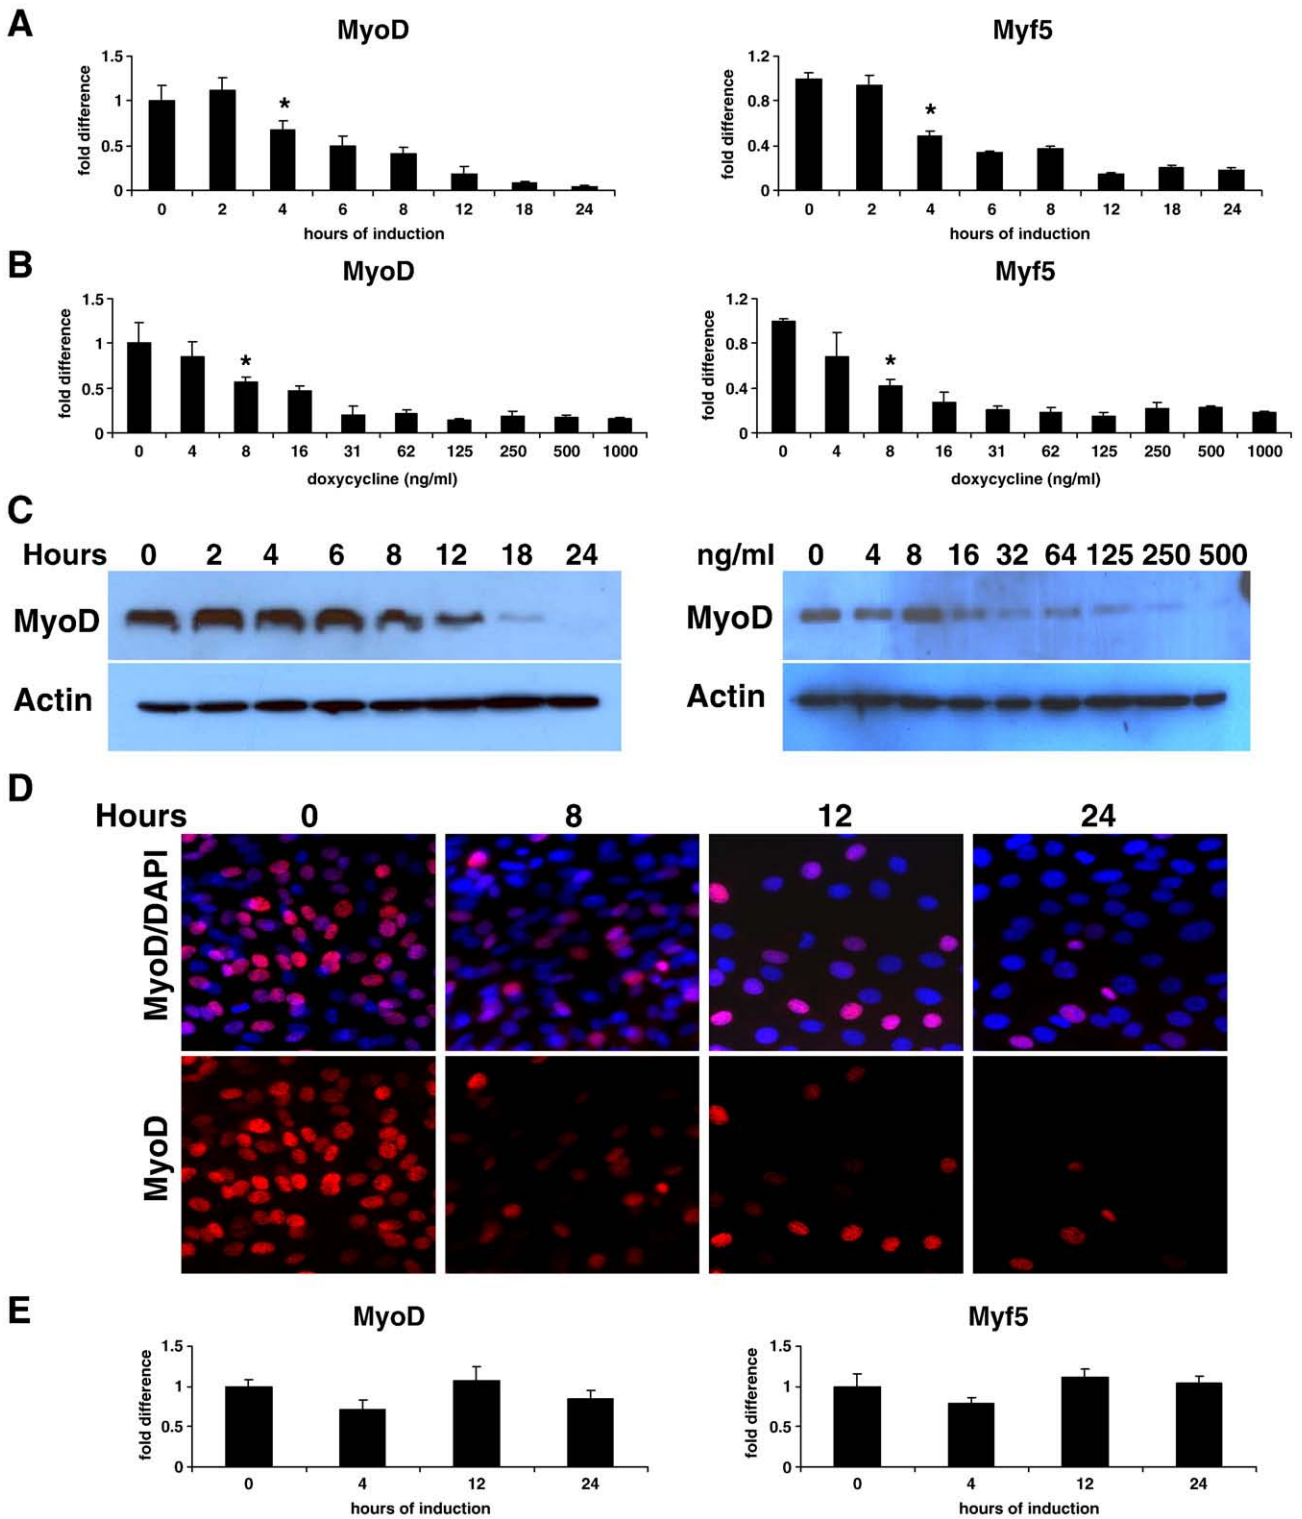 A
MyoD
Myf5
fold difference
1.5
1
0.5
0
*
0 2 4 6 8 12 18 24
hours of induction
fold difference
1.2
0.8
0.4
0
*
0 2 4 6 8 12 18 24
hours of induction
B
MyoD
Myf5
fold difference
1.5
1
0.5
0
*
0 4 8 16 31 62 125 250 500 1000
doxycycline (ng/ml)
fold difference
1.2
0.8
0.4
0
*
0 4 8 16 31 62 125 250 500 1000
doxycycline (ng/ml)
C
Hours 0 2 4 6 8 12 18 24
MyoD
Actin
ng/ml 0 4 8 16 32 64 125 250 500
MyoD
Actin
D
Hours 0 8 12 24
MyoD/DAPI
MyoD
E
MyoD
Myf5
fold difference
1.5
1
0.5
0
0 4 12 24
hours of induction
fold difference
1.5
1
0.5
0
0 4 12 24
hours of induction